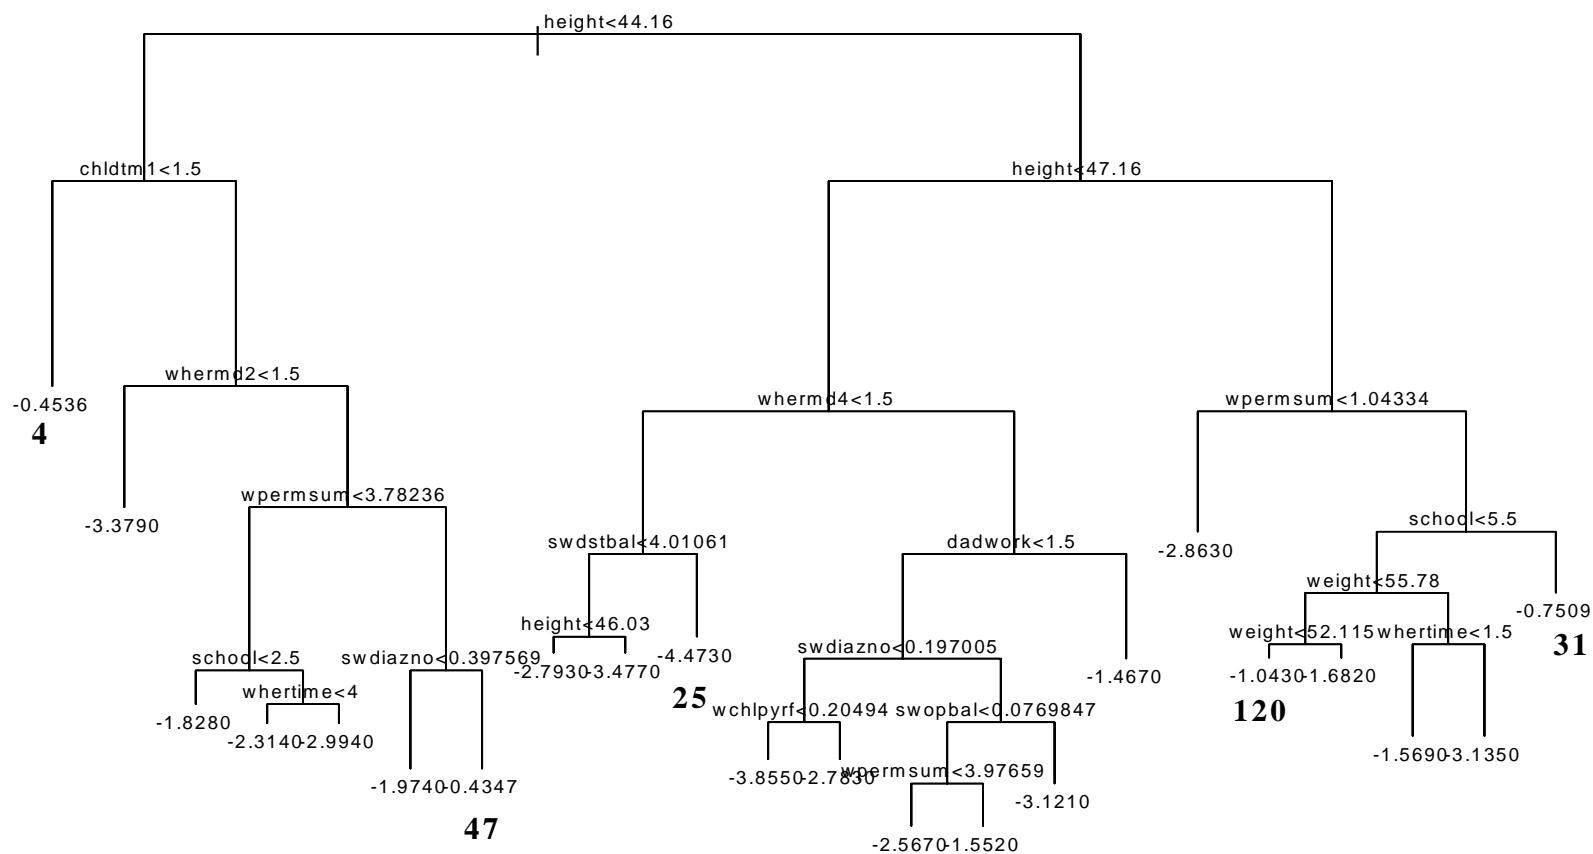 height<44.16
chldtm1<1.5
height<47.16
whermd2<1.5
-0.4536
4
whermd4<1.5
wpermsum<1.04334
wpermsum<3.78236
-3.3790
swdstbal<4.01061
dadwork<1.5
-2.8630
school<5.5
weight<55.78
-0.7509
31
height<46.03
weight<52.115
whertime<1.5
school<2.5
swdiazno<0.397569
-2.7930
-3.4770
-4.4730
swdiazno<0.197005
-1.4670
-1.0430
-1.6820
120
whertime<4
25
-1.8280
wchlpyrf<0.20494
swopbal<0.0769847
-2.3140
-2.9940
-1.5690
-3.1350
-1.9740
-0.4347
-3.8550
-2.7830
wpermsum<3.97659
-3.1210
47
-2.5670
-1.5520